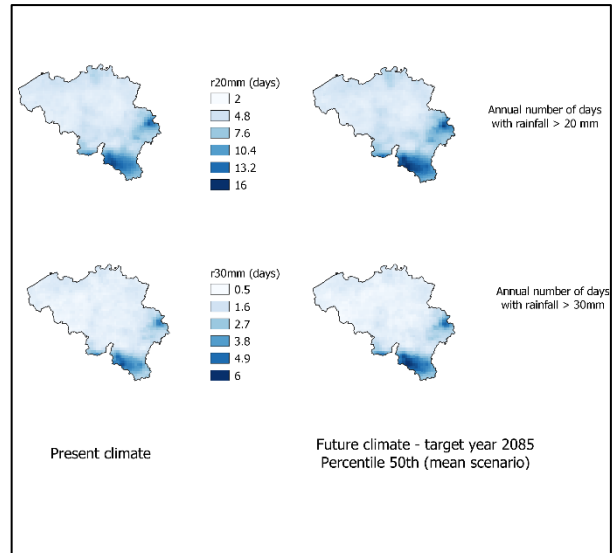 r20mm (days)
2
4.8
7.6
10.4
13.2
16
Annual number of days
with rainfall > 20 mm
r30mm (days)
0.5
1.6
2.7
3.8
4.9
6
Annual number of days
with rainfall > 30mm
Present climate
Future climate - target year 2085
Percentile 50th (mean scenario)